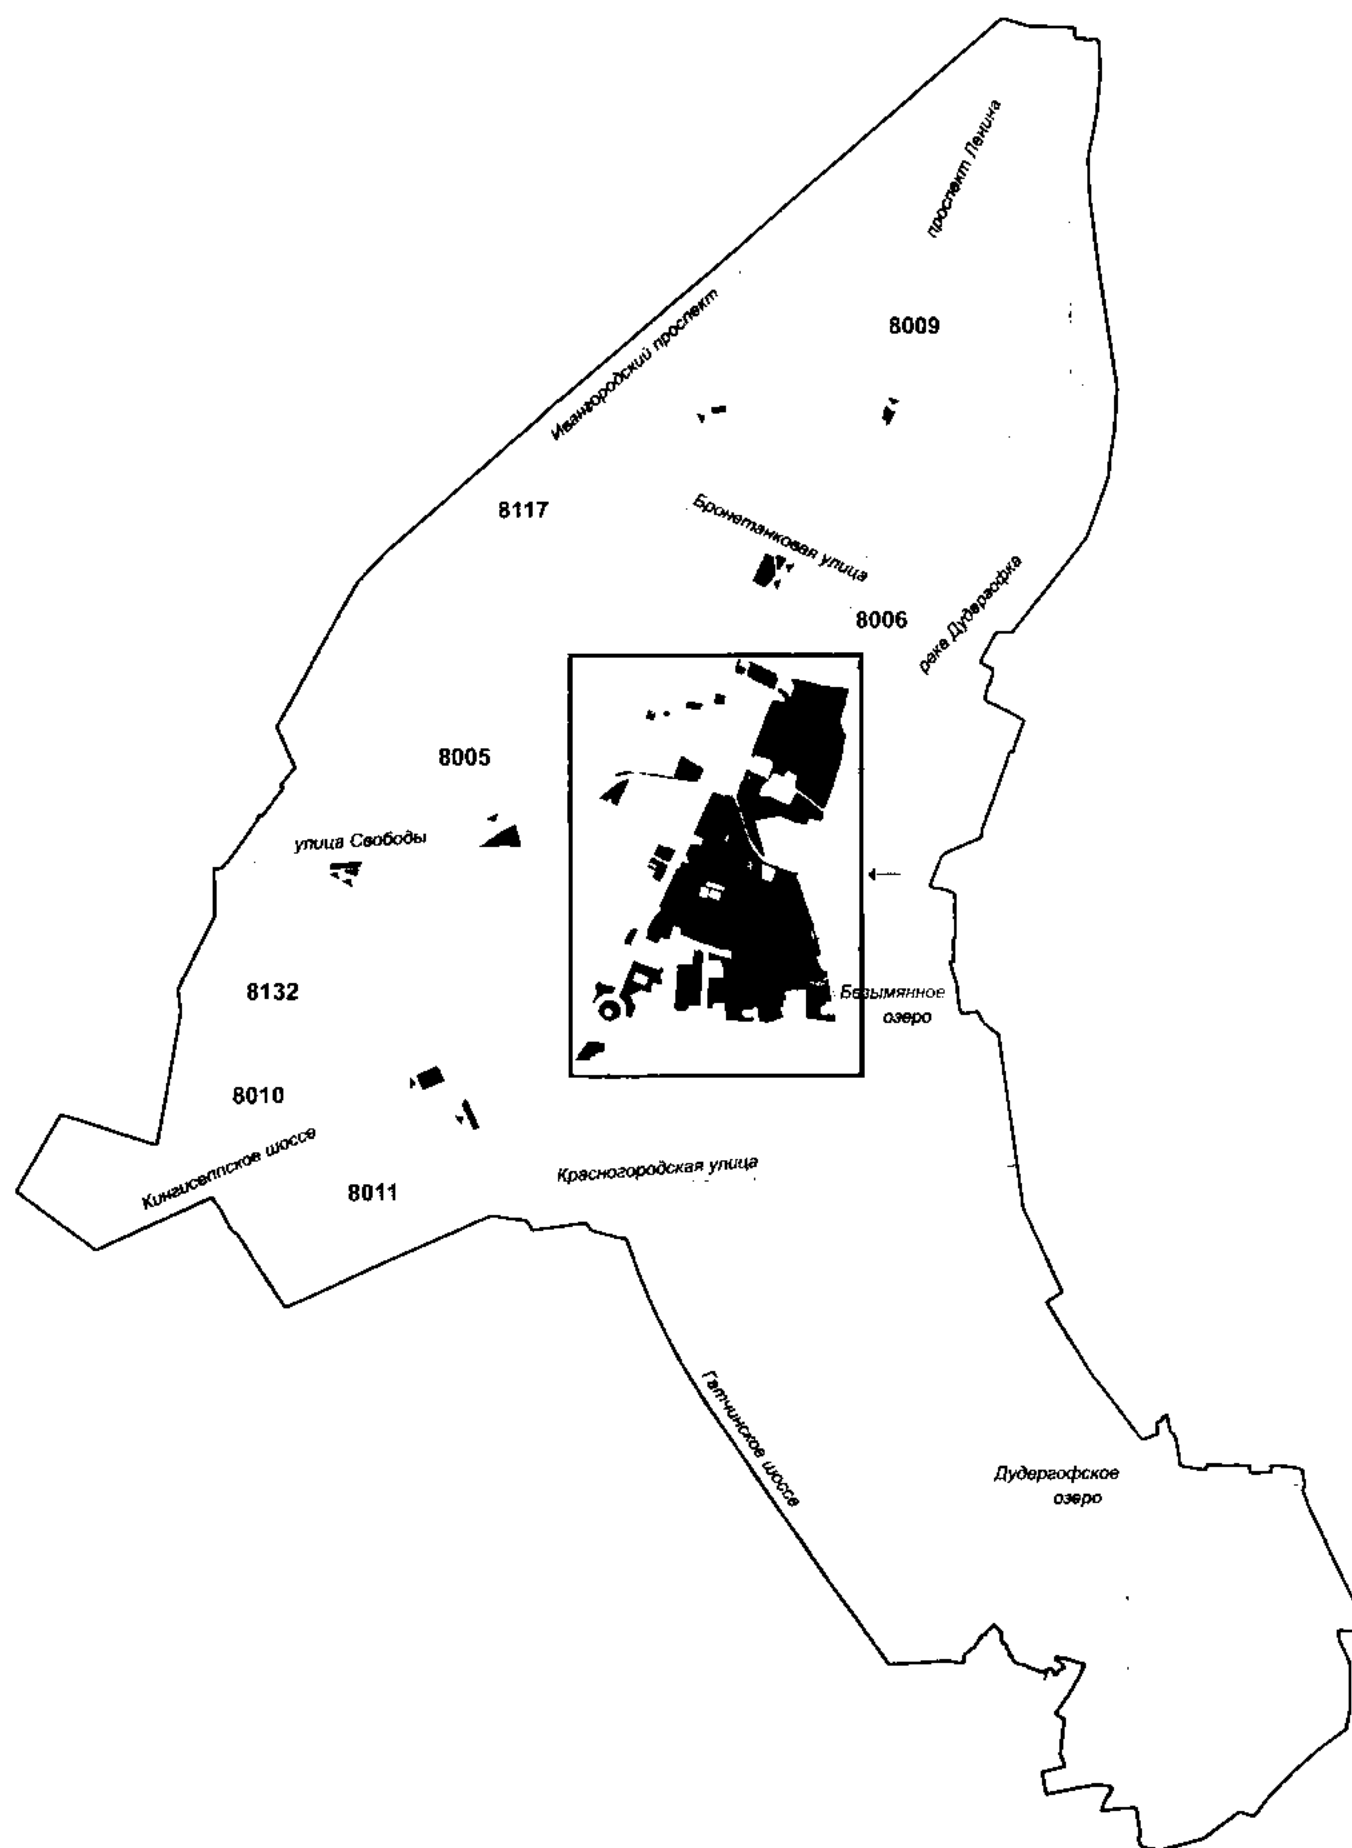 проспект Ленина
8009
Ивангородский проспект
8117
Бронетанковая улица
река Дудергофка
8006
8005
улица Свободы
8132
Безымянное
озеро
8010
Кингисеппское шоссе
Красногородская улица
8011
Гатчинское шоссе
Дудергофское
озеро